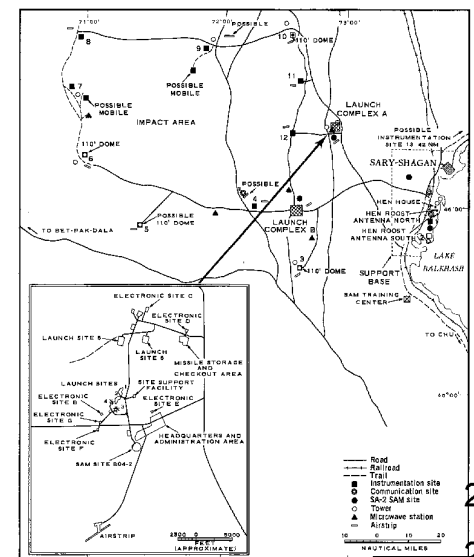 71°00'
72°00'
73°00'
8
POSSIBLE
9
10
110' DOME
7
POSSIBLE
MOBILE
POSSIBLE
MOBILE
11
IMPACT AREA
LAUNCH
COMPLEX A
POSSIBLE
INSTRUMENTATION
SITE 13 42 NM
110' DOME
6
12
SARY-SHAGAN
POSSIBLE
4
HEN HOUSE
46°00'
HEN ROOST
ANTENNA NORTH
POSSIBLE
110' DOME
5
LAUNCH
COMPLEX B
HEN ROOST
ANTENNA SOUTH
TO BET-PAK-DALA
3
110' DOME
SUPPORT
BASE
LAKE
BALKHASH
SAM TRAINING
CENTER
TO CHU
ELECTRONIC SITE C
ELECTRONIC
SITE D
LAUNCH SITE 6
LAUNCH
SITE 5
MISSILE STORAGE
AND
CHECKOUT AREA
LAUNCH SITES
SITE SUPPORT
FACILITY
ELECTRONIC
SITE B
ELECTRONIC
SITE E
ELECTRONIC
SITE G
ELECTRONIC
SITE F
HEADQUARTERS AND
ADMINISTRATION AREA
SAM SITE B04-2
AIRSTRIP
2500 0 5000
FEET
(APPROXIMATE)
Road
Railroad
Trail
Instrumentation site
Communication site
SA-2 SAM site
Tower
Microwave station
Airstrip
10 0 10 20
NAUTICAL MILES
2